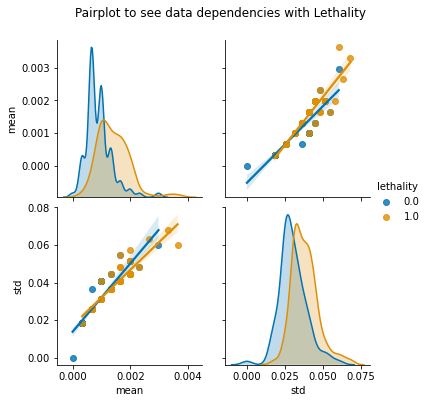 Pairplot to see data dependencies with Lethality
0.003
0.002
0.001
0.000
mean
lethality
0.0
1.0
0.08
0.06
0.04
0.02
0.00
std
0.000 0.002 0.004
mean
0.000 0.025 0.050 0.075
std